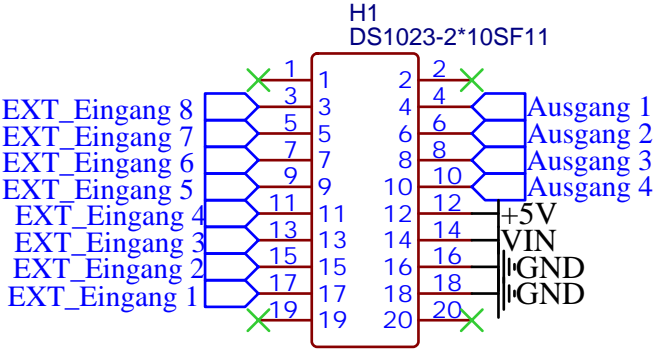 H1
DS1023-2*10SF11
1 1 2 2
EXT_Eingang 8 3 3 4 4 Ausgang 1
EXT_Eingang 7 5 5 6 6 Ausgang 2
EXT_Eingang 6 7 7 8 8 Ausgang 3
EXT_Eingang 5 9 9 10 10 Ausgang 4
EXT_Eingang 4 11 11 12 12 +5V
EXT_Eingang 3 13 13 14 14 VIN
EXT_Eingang 2 15 15 16 16 GND
EXT_Eingang 1 17 17 18 18 GND
19 19 20 20